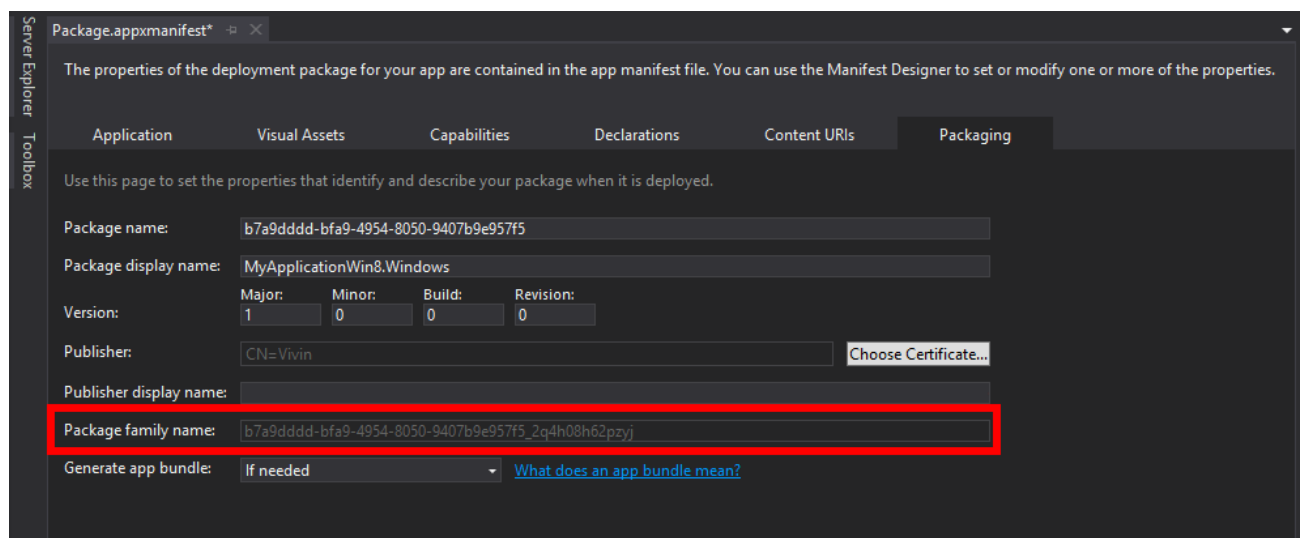 Server Explorer
Toolbox
Package.appxmanifest*
The properties of the deployment package for your app are contained in the app manifest file. You can use the Manifest Designer to set or modify one or more of the properties.
Application Visual Assets Capabilities Declarations Content URIs Packaging
Use this page to set the properties that identify and describe your package when it is deployed.
Package name: b7a9dddd-bfa9-4954-8050-9407b9e957f5
Package display name: MyApplicationWin8.Windows
Major: Minor: Build: Revision:
Version: 1 0 0 0
Publisher: CN=Vivin Choose Certificate...
Publisher display name:
Package family name: b7a9dddd-bfa9-4954-8050-9407b9e957f5_2q4h08h62pzyj
Generate app bundle: If needed What does an app bundle mean?